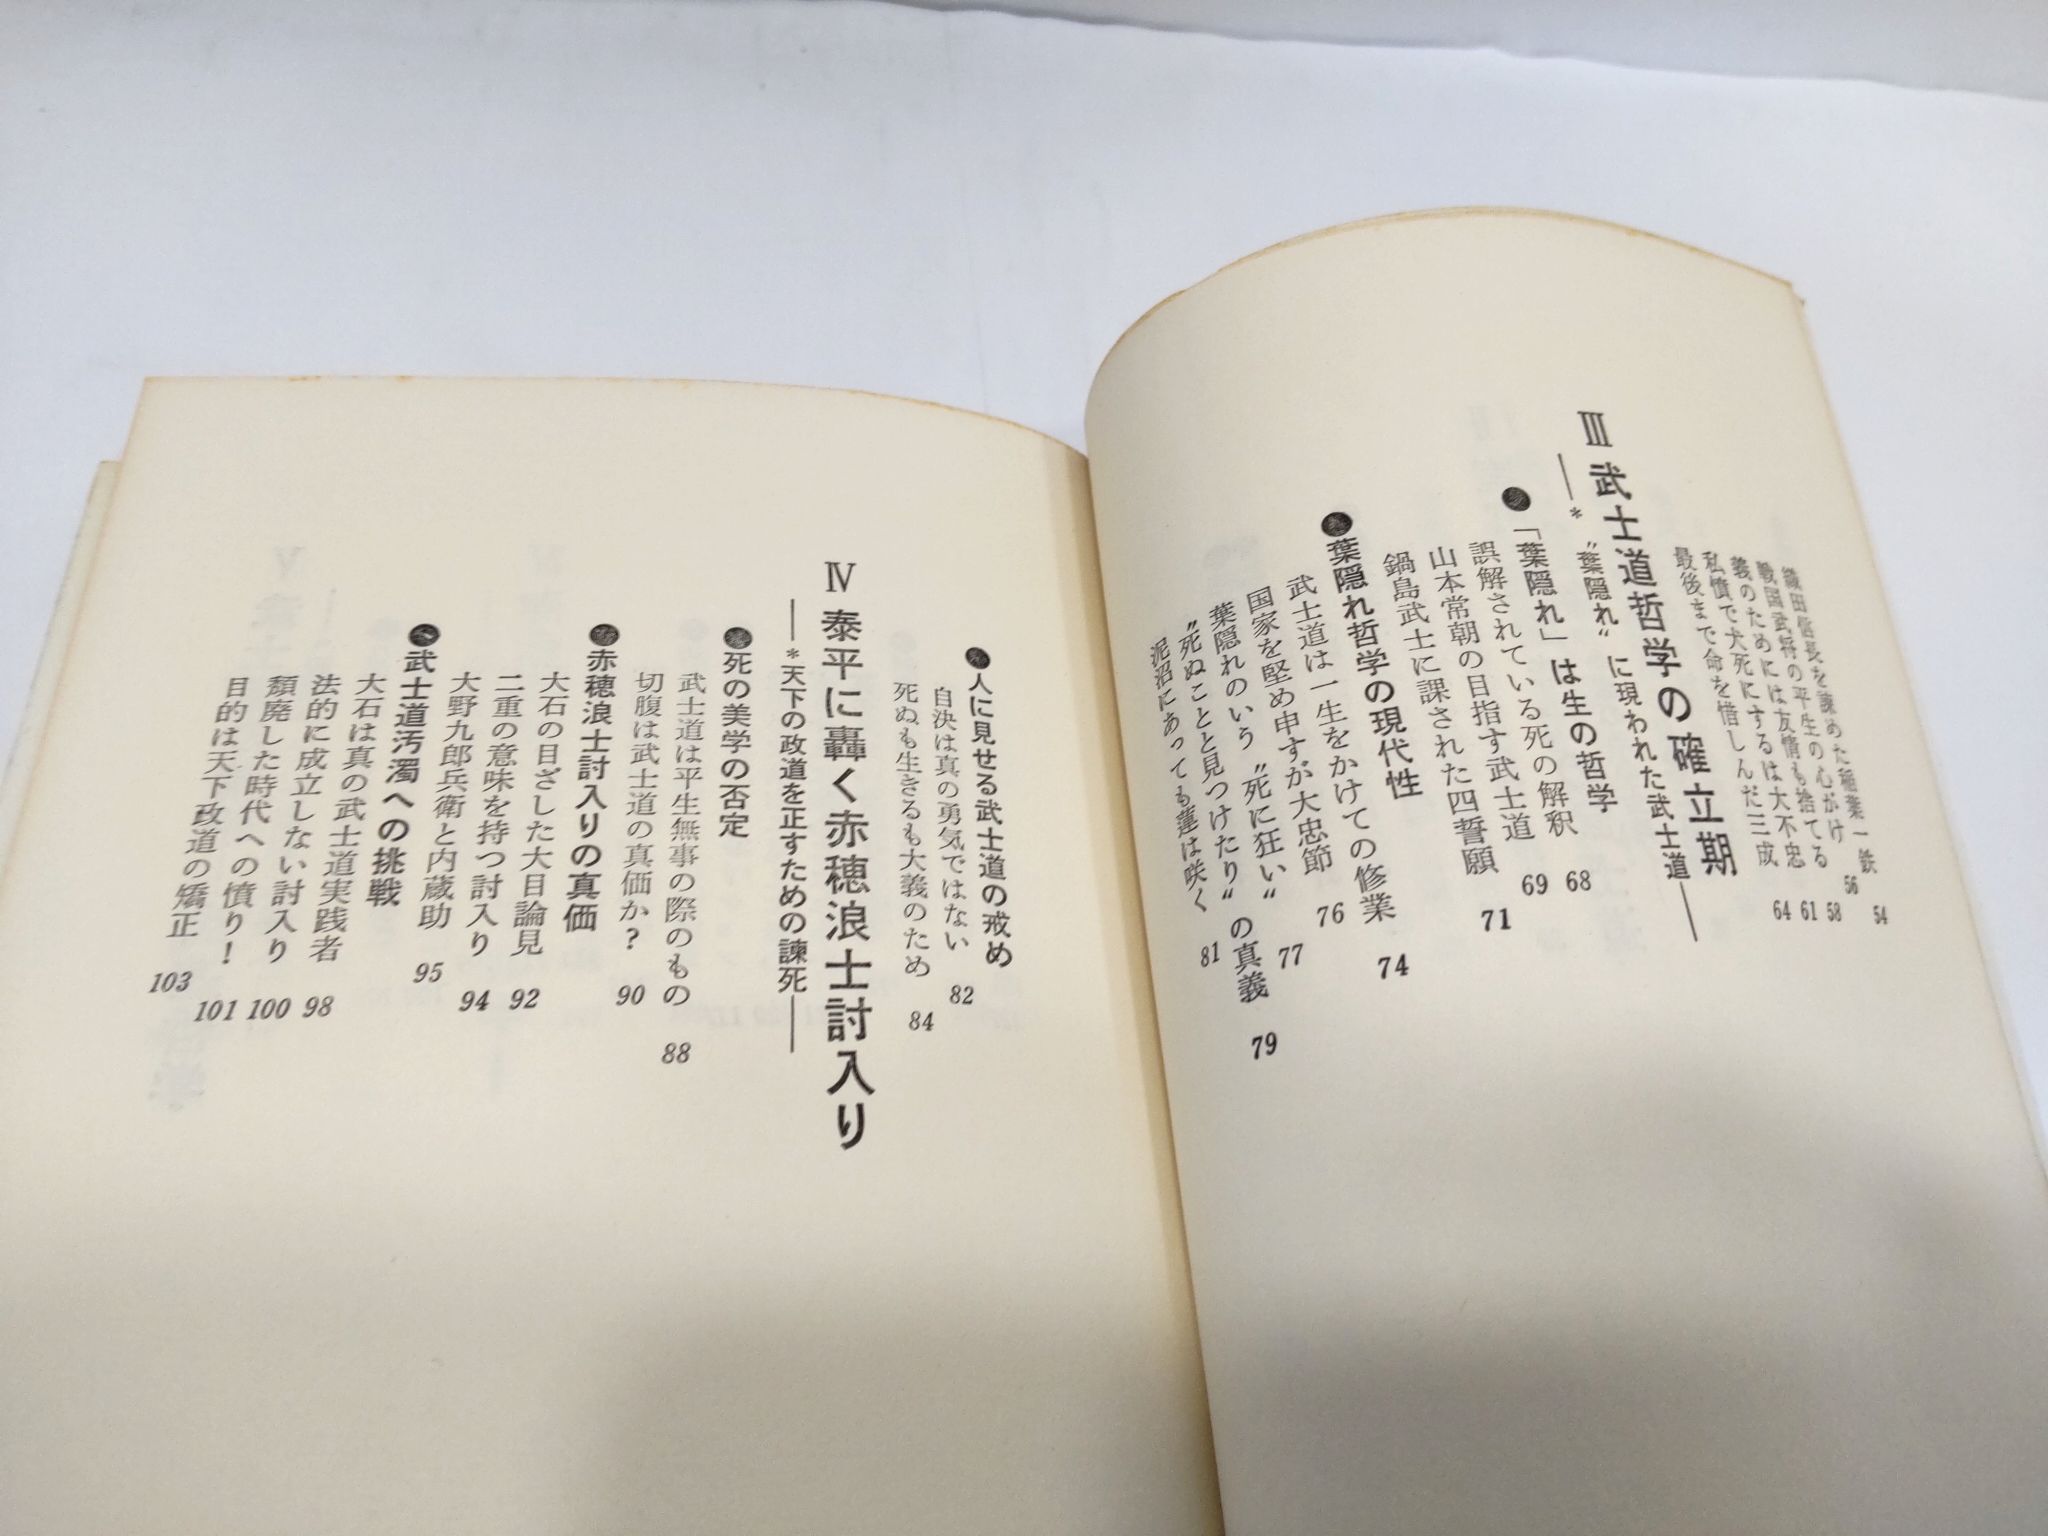 織田信長を諫めた稲葉一鉄 54
戦国武将の平生の心がけ 56
義のためには友情も捨てる 58
私憤で犬死にするは大不忠 61
最後まで命を惜しんだ三成 64
III 武士道哲学の確立期
――*〝葉隠れ〟に現われた武士道――
●「葉隠れ」は生の哲学
誤解されている死の解釈 68
山本常朝の目指す武士道 69
鍋島武士に課された四誓願 71
●葉隠れ哲学の現代性
武士道は一生をかけての修業 74
国家を堅め申すが大忠節 76
葉隠れのいう〝死に狂い〟の真義 79
〝死ぬことと見つけたり〟 77
泥沼にあっても蓮は咲く 81
●人に見せる武士道の戒め
自決は真の勇気ではない 82
死ぬも生きるも大義のため 84
IV 泰平に轟く赤穂浪士討入り
――*天下の政道を正すための諫死――
●死の美学の否定
武士道は平生無事の際のもの 88
切腹は武士道の真価か? 90
●赤穂浪士討入りの真価
大石の目ざした大目論見 92
二重の意味を持つ討入り 94
大野九郎兵衛と内蔵助 95
●武士道汚濁への挑戦
大石は真の武士道実践者 98
法的に成立しない討入り 100
頽廃した時代への憤り! 101
目的は天下政道の矯正 103